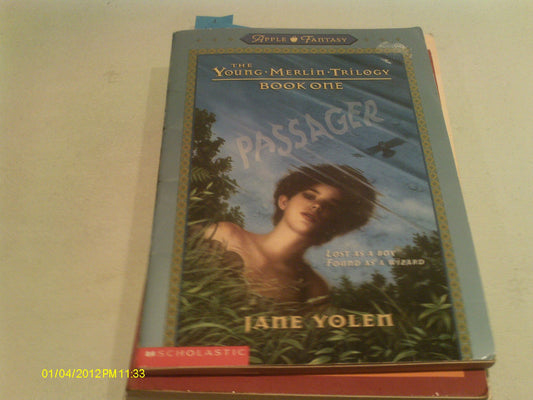 APPLE FANTASY
THE
YOUNG·MERLIN·TRILOGY
BOOK ONE
PASSAGER
LOST AS A BOY
FOUND AS A WIZARD
JANE YOLEN
SCHOLASTIC
01/04/2012 PM 11:33